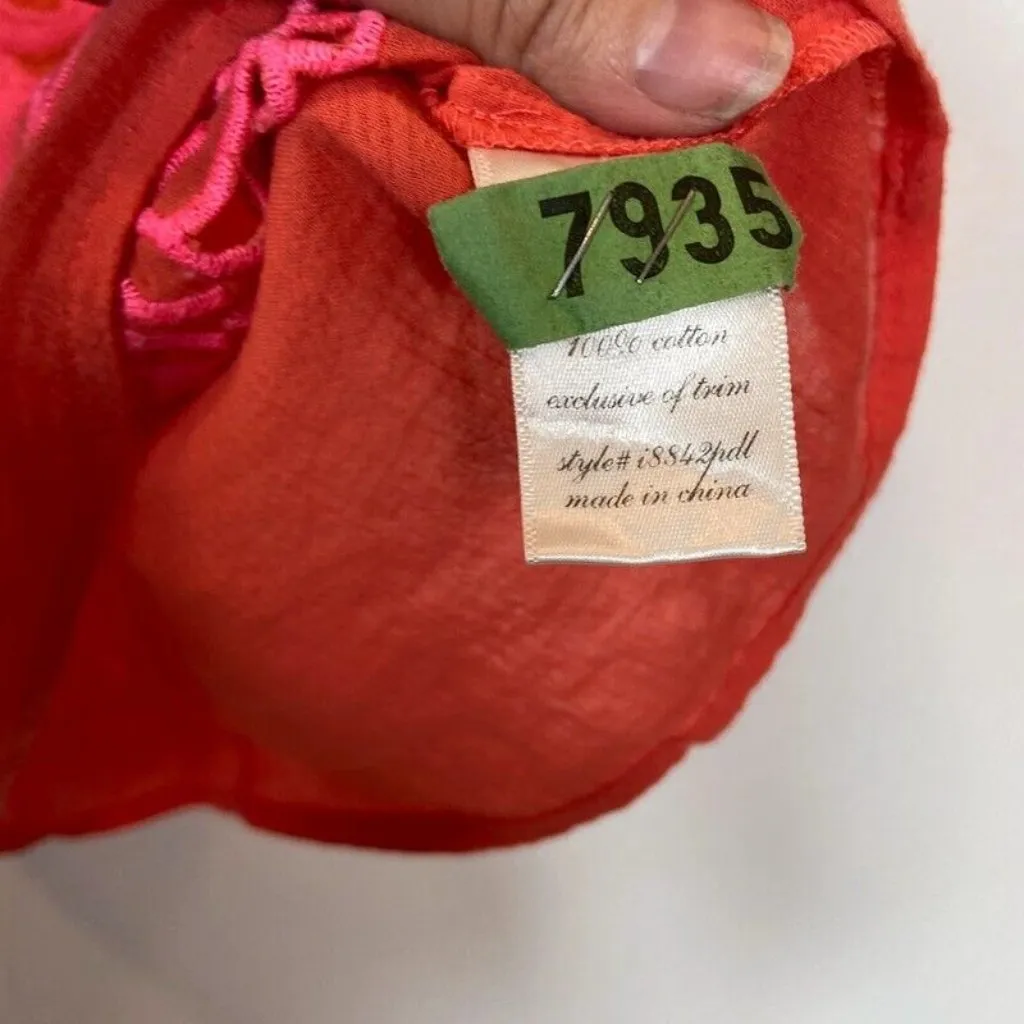 7935
100% cotton
exclusive of trim
style# i8842pdl
made in china